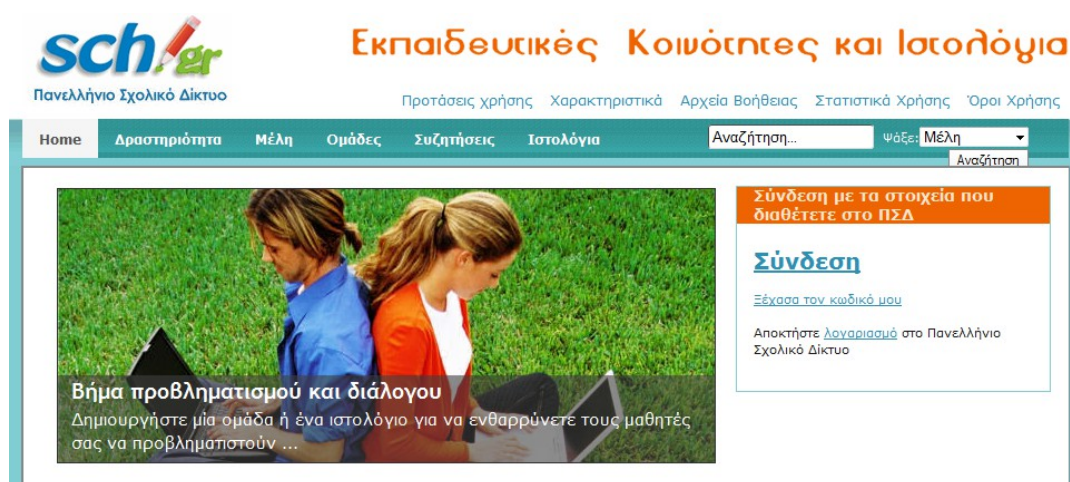 sch.gr
Πανελλήνιο Σχολικό Δίκτυο
Εκπαιδευτικές Κοινότητες και Ιστολόγια
Προτάσεις χρήσης Χαρακτηριστικά Αρχεία Βοήθειας Στατιστικά Χρήσης Όροι Χρήσης
Home Δραστηριότητα Μέλη Ομάδες Συζητήσεις Ιστολόγια Αναζήτηση... Ψάξε: Μέλη
Αναζήτηση
Σύνδεση με τα στοιχεία που
διαθέτετε στο ΠΣΔ
Σύνδεση
Ξέχασα τον κωδικό μου
Αποκτήστε λογαριασμό στο Πανελλήνιο
Σχολικό Δίκτυο
Βήμα προβληματισμού και διάλογου
Δημιουργήστε μία ομάδα ή ένα ιστολόγιο για να ενθαρρύνετε τους μαθητές
σας να προβληματιστούν ...